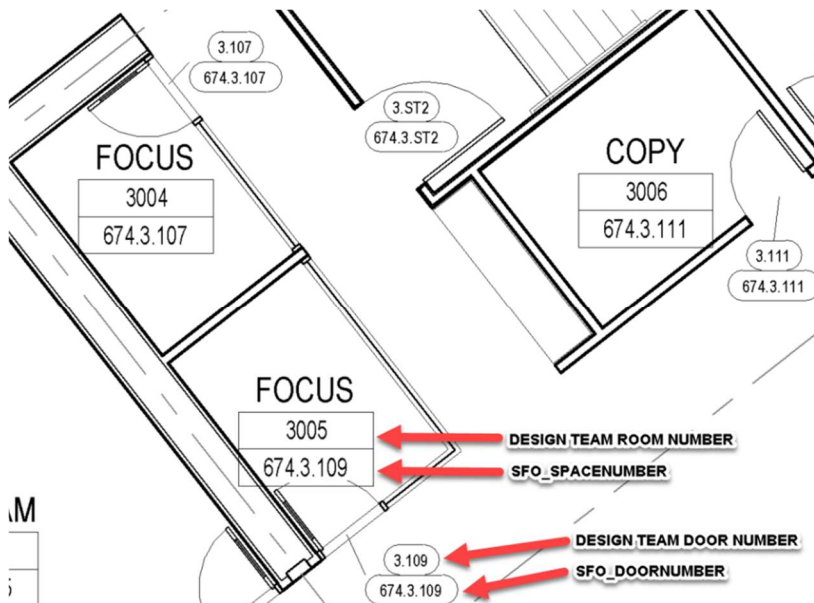 3.107
674.3.107
3.ST2
674.3.ST2
FOCUS
3004
674.3.107
COPY
3006
674.3.111
3.111
674.3.111
FOCUS
3005
674.3.109
DESIGN TEAM ROOM NUMBER
SFO_SPACENUMBER
3.109
674.3.109
DESIGN TEAM DOOR NUMBER
SFO_DOORNUMBER